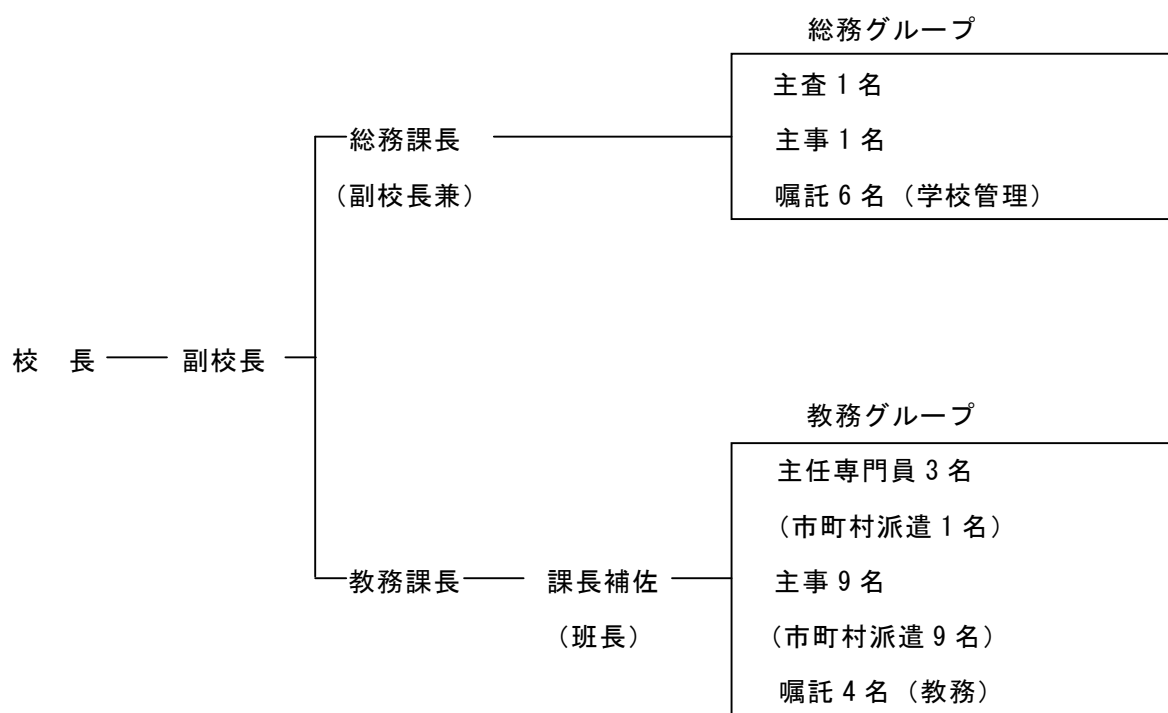 総務グループ
主査 1 名
総務課長
主事 1 名
（副校長兼）
嘱託 6 名（学校管理）
校　長
副校長
教務グループ
主任専門員 3 名
（市町村派遣 1 名）
教務課長
課長補佐
主事 9 名
（班長）
（市町村派遣 9 名）
嘱託 4 名（教務）